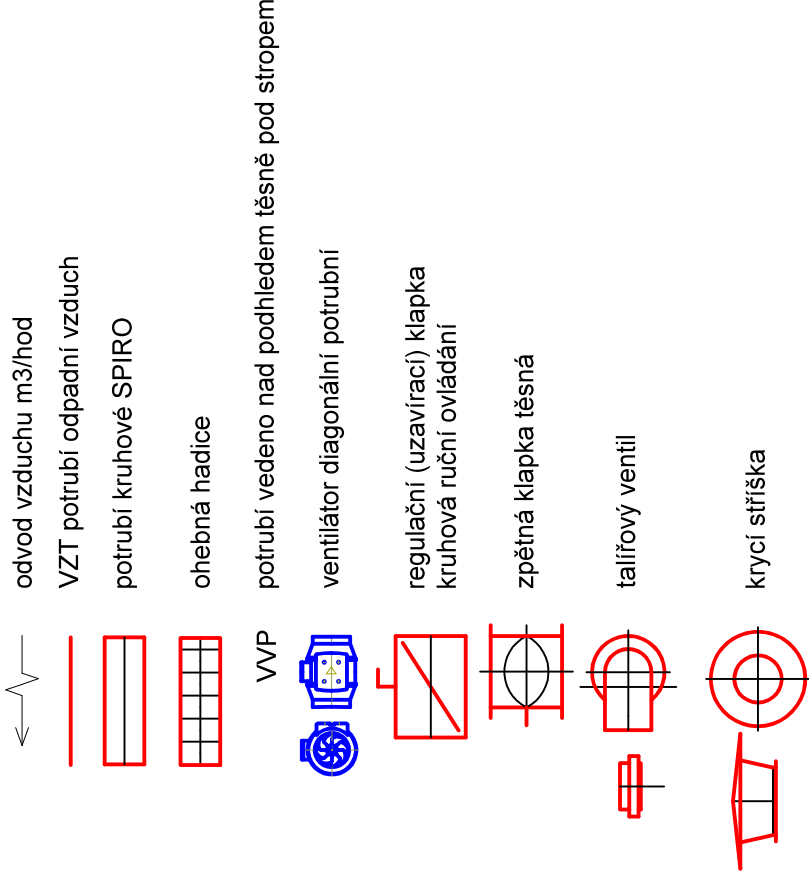 odvod vzduchu m3/hod
VZT potrubí odpadní vzduch
potrubí kruhové SPIRO
ohebná hadice
VVP potrubí vedeno nad podhledem těsně pod stropem
ventilátor diagonální potrubní
regulační (uzavírací) klapka
kruhová ruční ovládání
zpětná klapka těsná
talířový ventil
krycí stříška